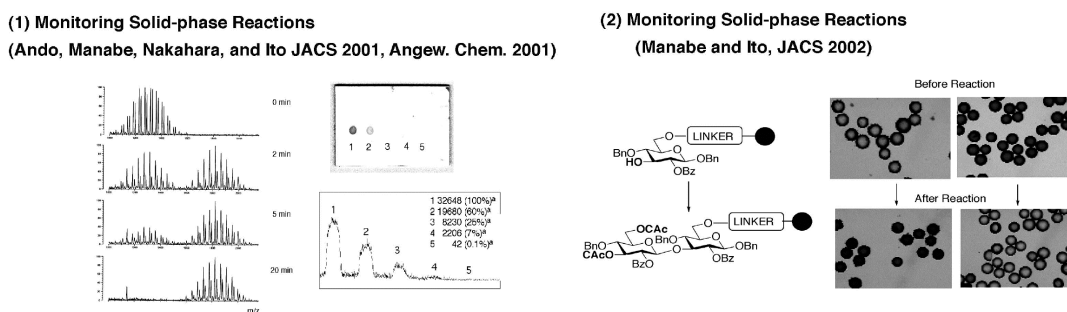 (1) Monitoring Solid-phase Reactions
(Ando, Manabe, Nakahara, and Ito JACS 2001, Angew. Chem. 2001)
0 min
2 min
5 min
20 min
m/z
1 2 3 4 5
1 32648 (100%)ᵃ
2 19680 (60%)ᵃ
3 8230 (25%)ᵃ
4 2206 (7%)ᵃ
5 42 (0.1%)ᵃ
1
2
3
4
5
(2) Monitoring Solid-phase Reactions
(Manabe and Ito, JACS 2002)
Before Reaction
After Reaction
O
LINKER
BnO
HO
O
OBn
OBz
OCAc
O
LINKER
BnO
CAcO
O
BnO
O
BzO
O
OBn
OBz